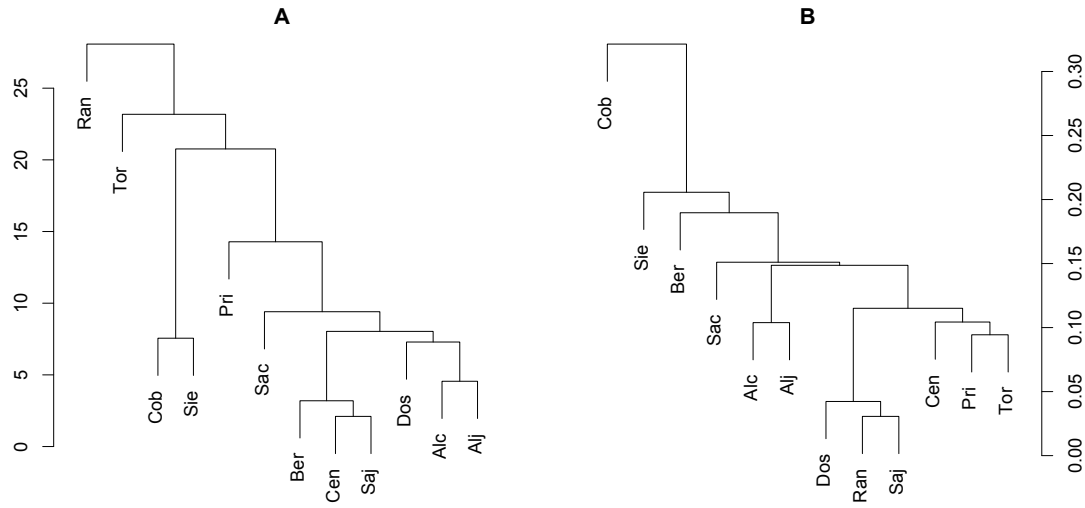 A
B
25
20
15
10
5
0
Ran
Tor
Cob
Sie
Pri
Sac
Ber
Cen
Saj
Dos
Alc
Alj
Cob
Sie
Ber
Sac
Alc
Alj
Dos
Ran
Saj
Cen
Pri
Tor
0.30
0.25
0.20
0.15
0.10
0.05
0.00